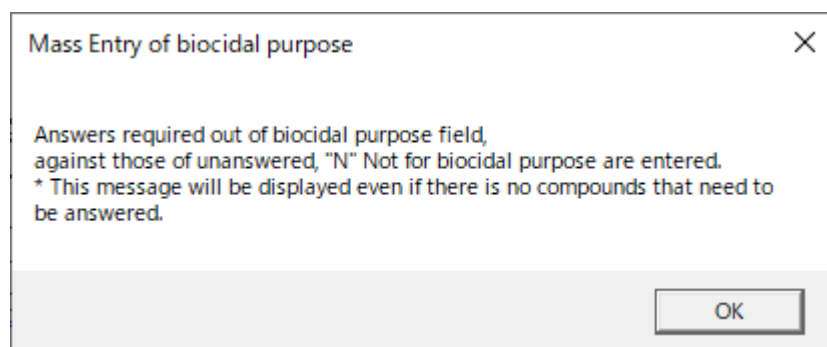 Mass Entry of biocidal purpose
Answers required out of biocidal purpose field,
against those of unanswered, "N" Not for biocidal purpose are entered.
* This message will be displayed even if there is no compounds that need to
be answered.
OK